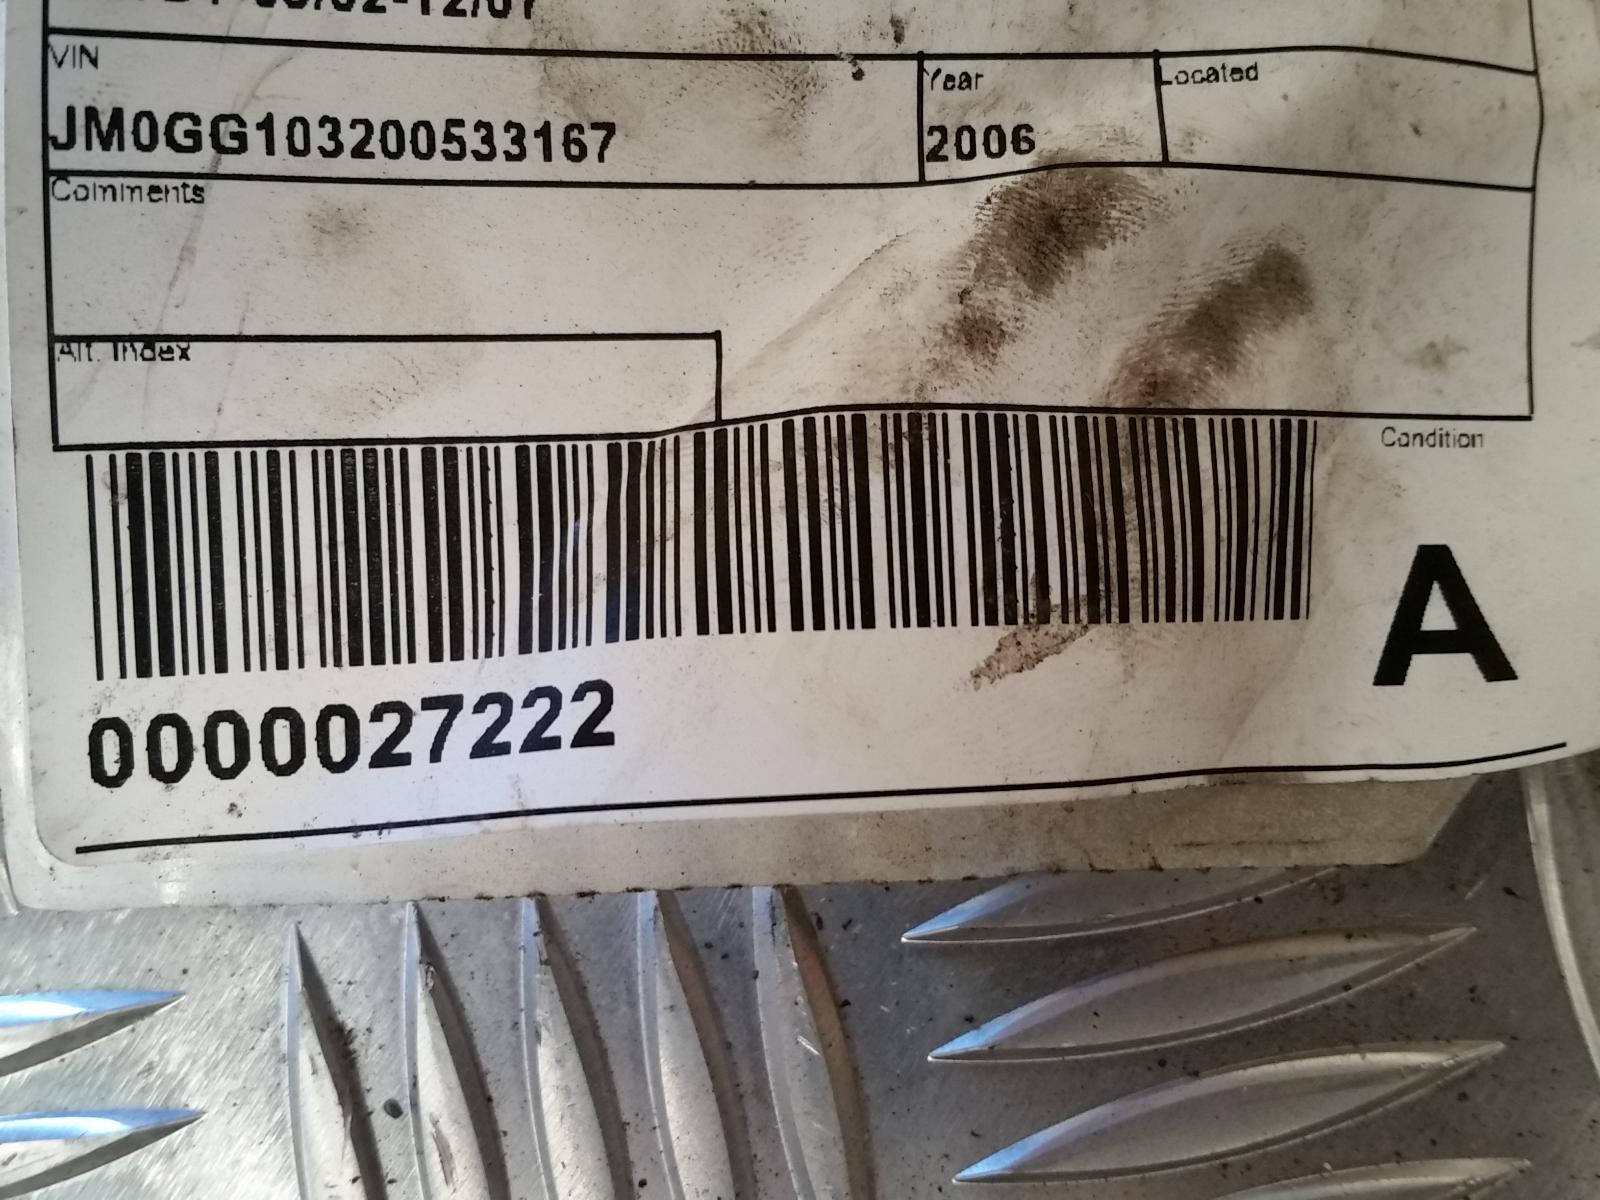 VIN
JM0GG103200533167
Year
2006
Located
Comments
Alt. Index
Condition
A
0000027222